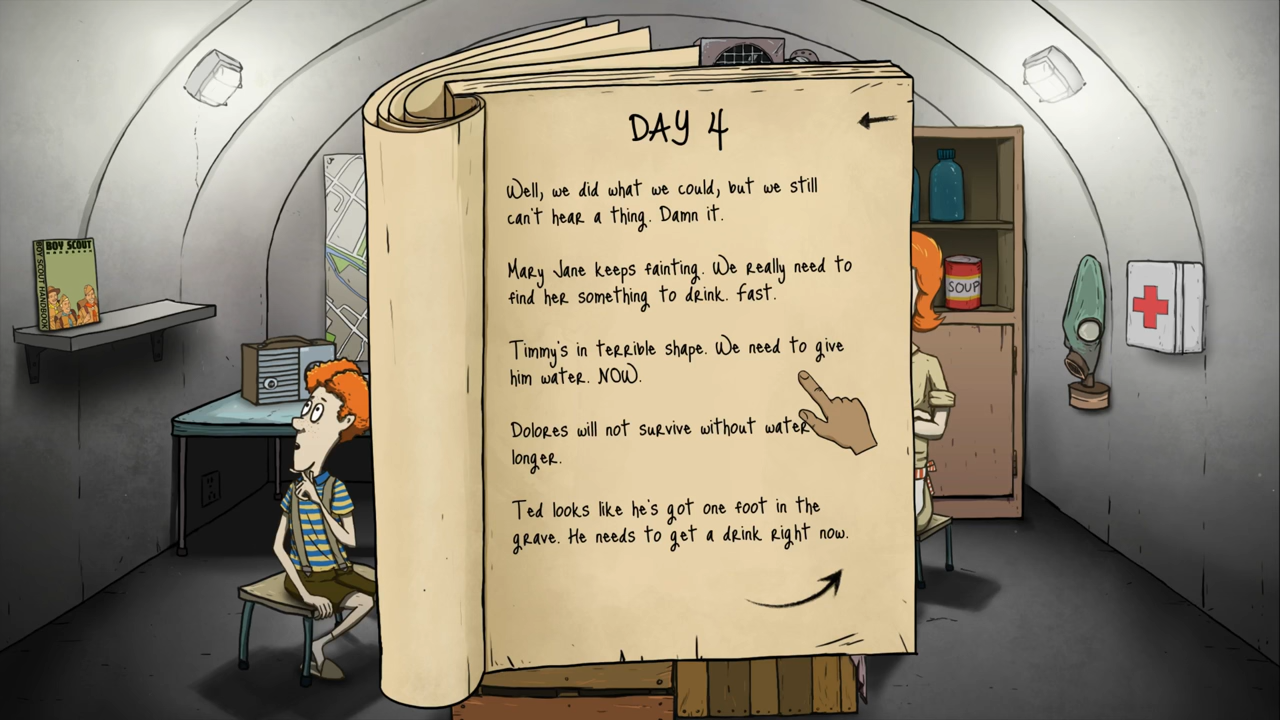 DAY 4
Well, we did what we could, but we still
can't hear a thing. Damn it.
Mary Jane keeps fainting. We really need to
find her something to drink. Fast.
Timmy's in terrible shape. We need to give
him water. NOW.
Dolores will not survive without water
longer.
Ted looks like he's got one foot in the
grave. He needs to get a drink right now.
BOY SCOUT
BOY SCOUT HANDBOOK
SOUP